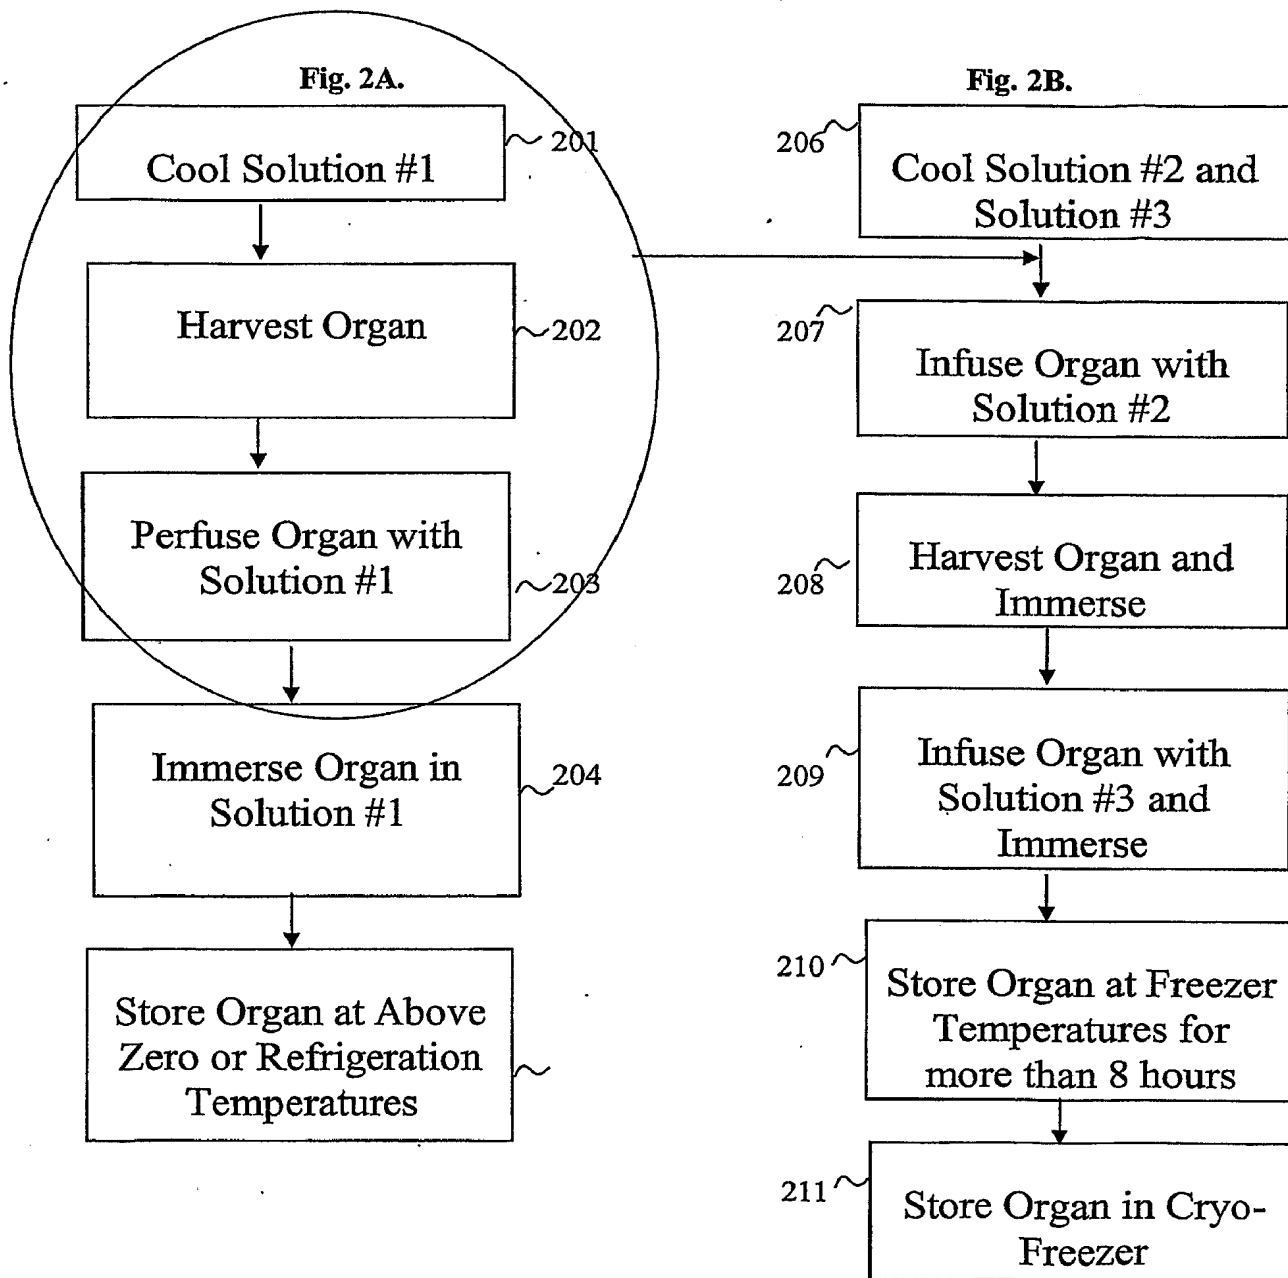 Fig. 2A.
Cool Solution #1
201
Harvest Organ
202
Perfuse Organ with
Solution #1
203
Immerse Organ in
Solution #1
204
Store Organ at Above
Zero or Refrigeration
Temperatures
Fig. 2B.
206
Cool Solution #2 and
Solution #3
207
Infuse Organ with
Solution #2
208
Harvest Organ and
Immerse
209
Infuse Organ with
Solution #3 and
Immerse
210
Store Organ at Freezer
Temperatures for
more than 8 hours
211
Store Organ in Cryo-
Freezer